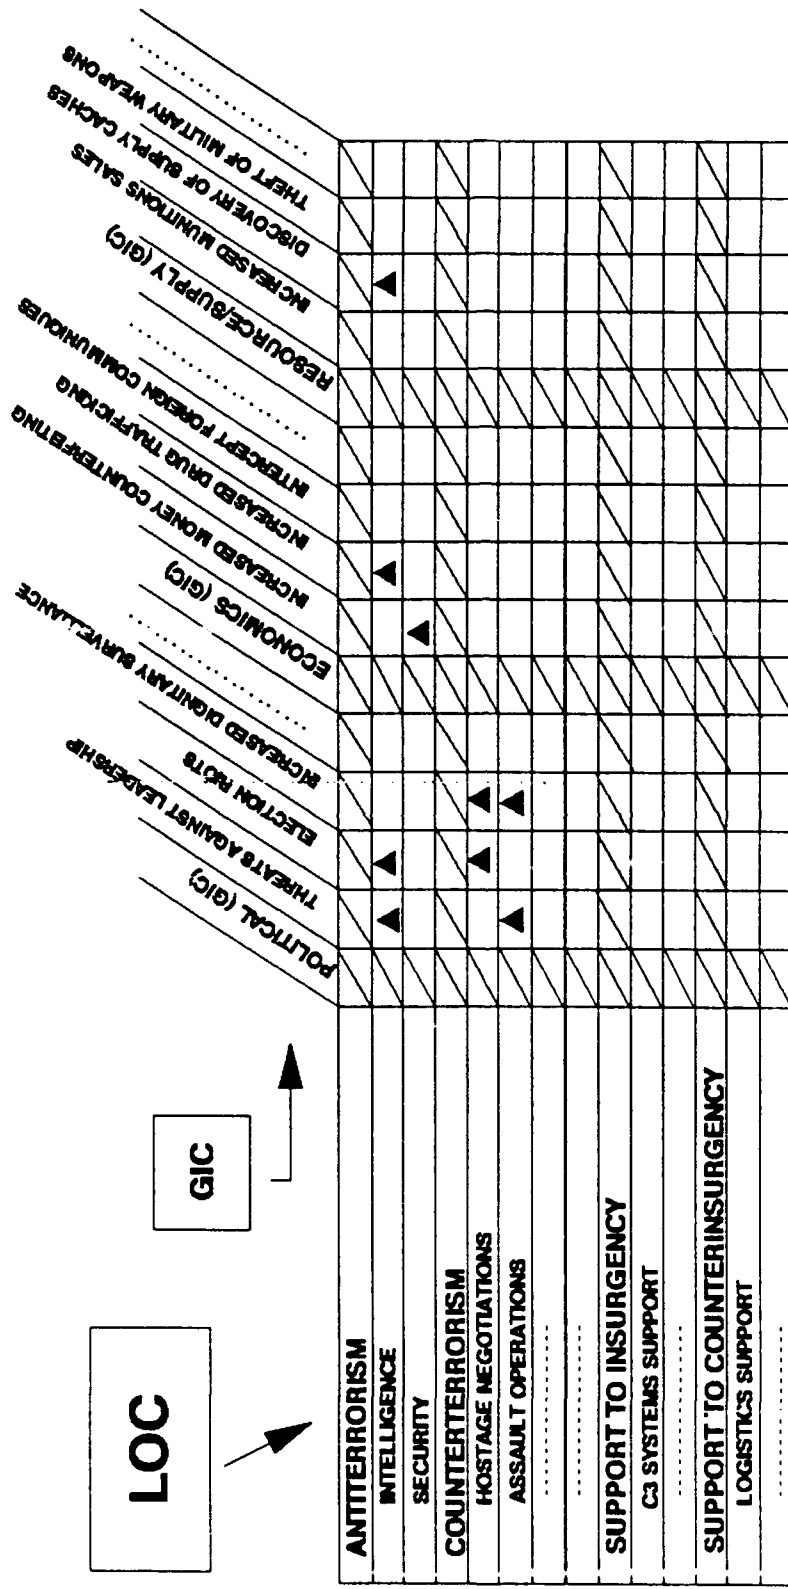 LOC
GIC
POLITICAL (GIC)
THREATS AGAINST LEADERSHIP
ELECTION RIOTS
INCREASED DIGNITARY SURVEILLANCE
....................
ECONOMICS (GIC)
INCREASED MONEY COUNTERFEITING
INCREASED DRUG TRAFFICKING
INTERCEPT FOREIGN COMMUNIQUES
....................
RESOURCE/SUPPLY (GIC)
INCREASED MUNITIONS SALES
DISCOVERY OF SUPPLY CACHES
THEFT OF MILITARY WEAPONS
....................
ANTITERRORISM
INTELLIGENCE
SECURITY
COUNTERTERRORISM
HOSTAGE NEGOTIATIONS
ASSAULT OPERATIONS
....................
....................
SUPPORT TO INSURGENCY
C3 SYSTEMS SUPPORT
....................
SUPPORT TO COUNTERINSURGENCY
LOGISTICS SUPPORT
....................